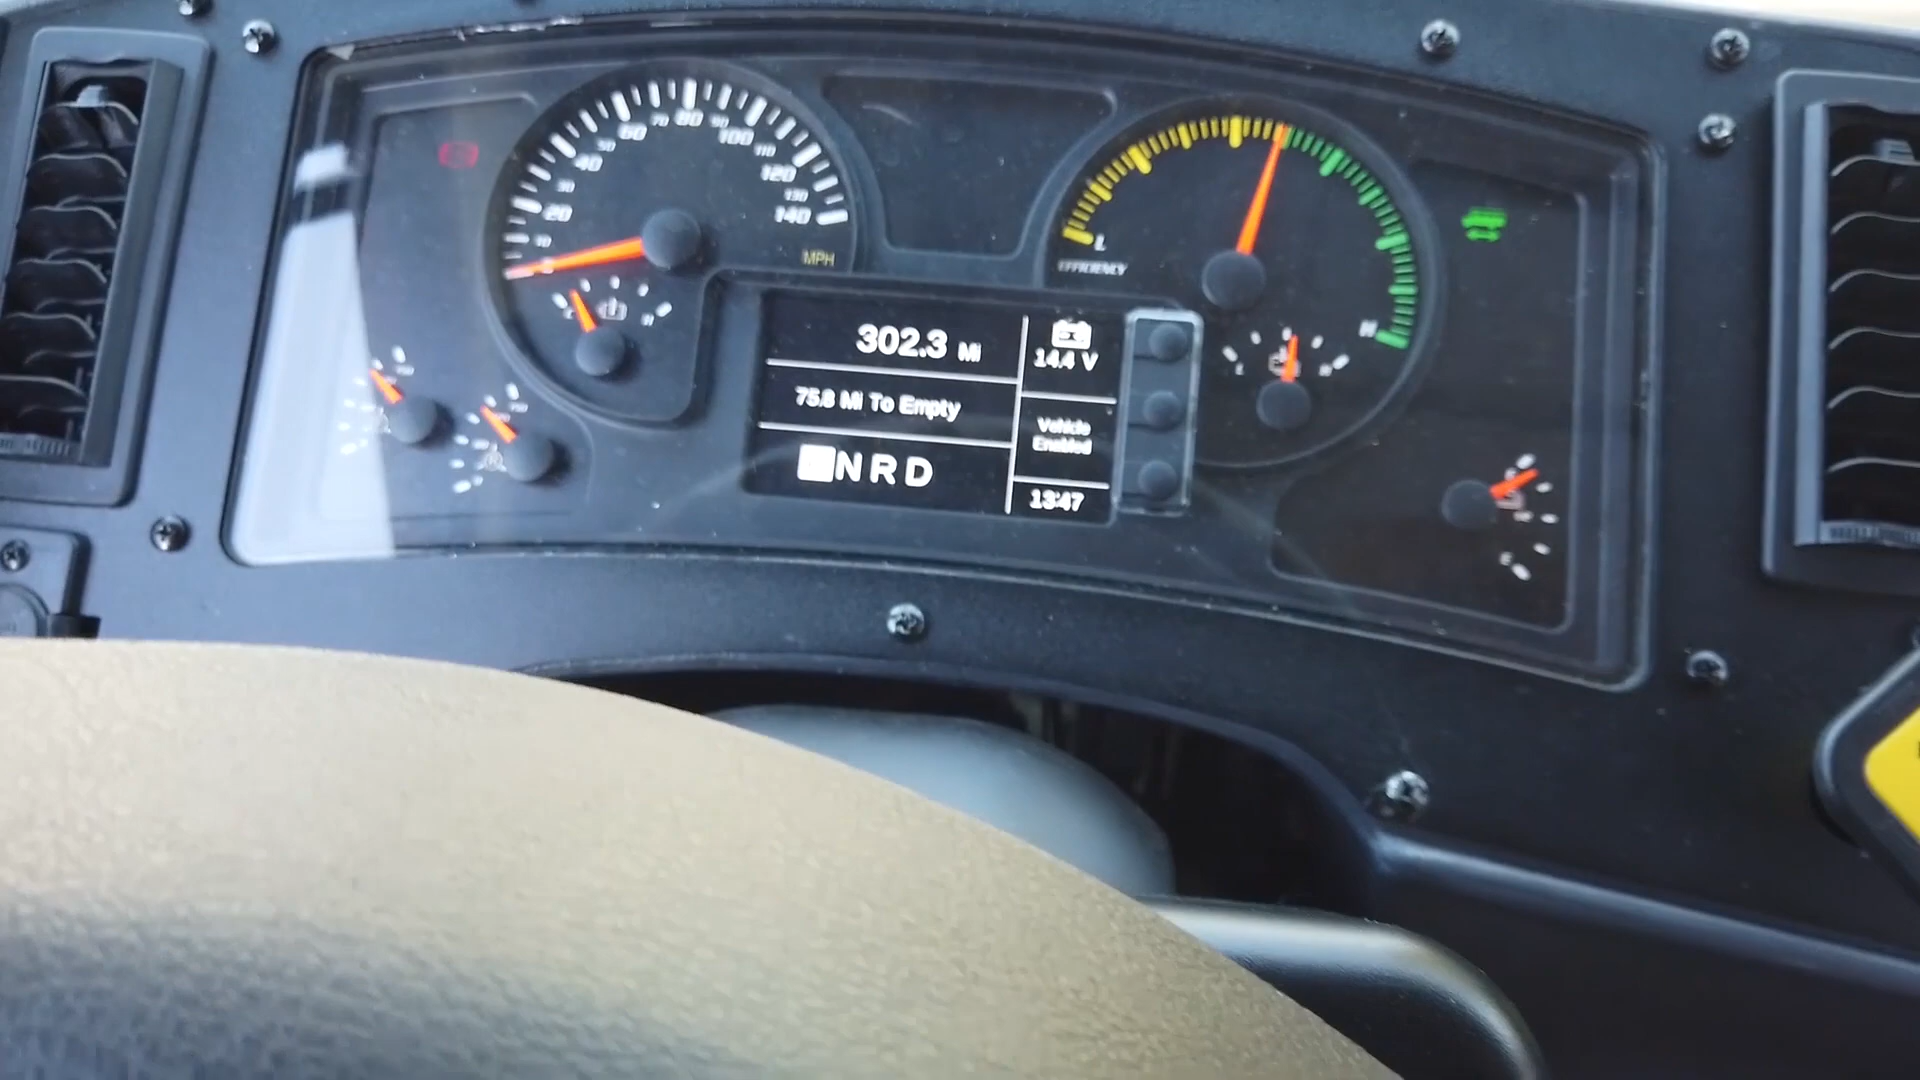 10 20 30 40 50 60 70 80 90 100 110 120 130 140
MPH
L
EFFICIENCY
H
302.3 Mi
75.8 Mi To Empty
N R D
14.4 V
Vehicle
Enabled
13:47